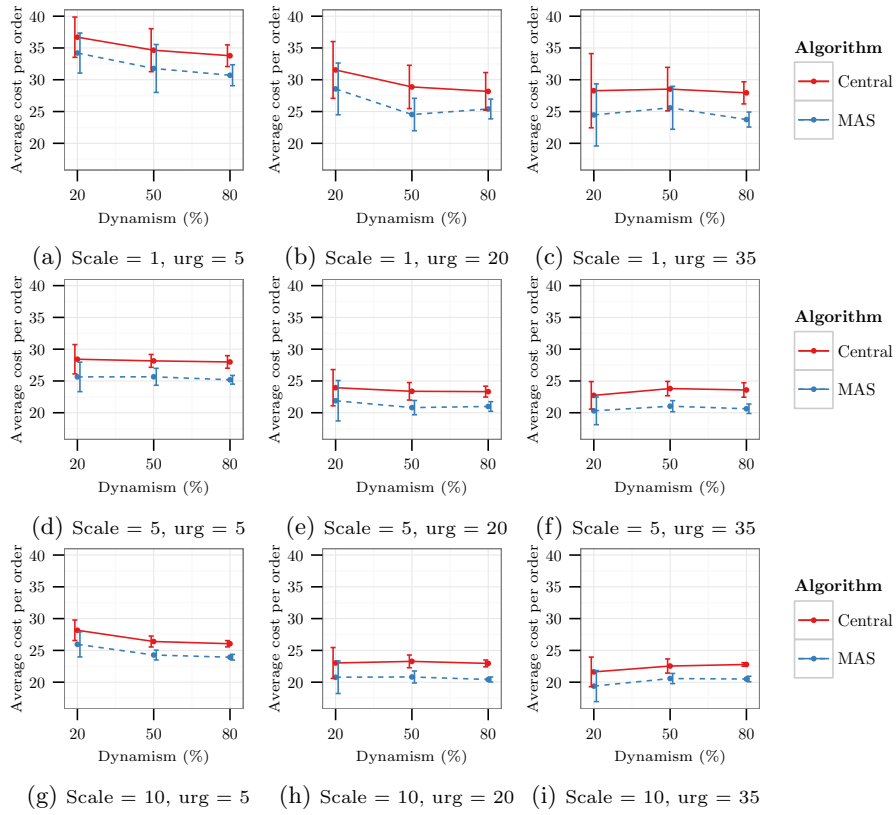 Average cost per order
40
35
30
25
20
20
50
80
Dynamism (%)
(a) Scale = 1, urg = 5
Average cost per order
40
35
30
25
20
20
50
80
Dynamism (%)
(b) Scale = 1, urg = 20
Average cost per order
40
35
30
25
20
20
50
80
Dynamism (%)
(c) Scale = 1, urg = 35
Algorithm
Central
MAS
Average cost per order
40
35
30
25
20
20
50
80
Dynamism (%)
(d) Scale = 5, urg = 5
Average cost per order
40
35
30
25
20
20
50
80
Dynamism (%)
(e) Scale = 5, urg = 20
Average cost per order
40
35
30
25
20
20
50
80
Dynamism (%)
(f) Scale = 5, urg = 35
Algorithm
Central
MAS
Average cost per order
40
35
30
25
20
20
50
80
Dynamism (%)
(g) Scale = 10, urg = 5
Average cost per order
40
35
30
25
20
20
50
80
Dynamism (%)
(h) Scale = 10, urg = 20
Average cost per order
40
35
30
25
20
20
50
80
Dynamism (%)
(i) Scale = 10, urg = 35
Algorithm
Central
MAS